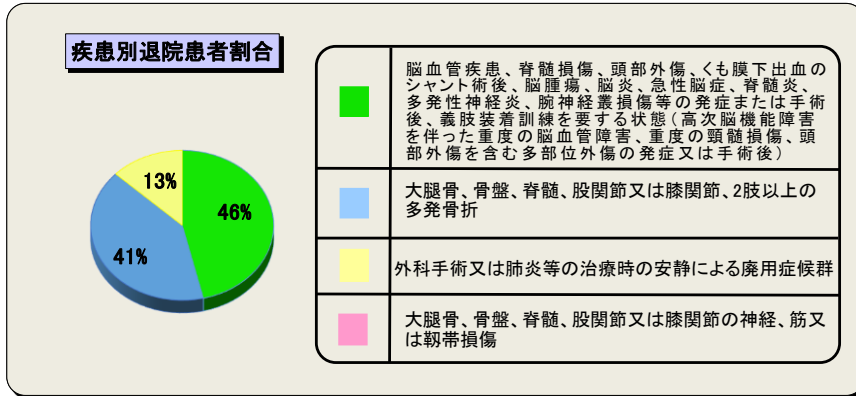 疾患別退院患者割合
13%
46%
41%
脳血管疾患、脊髄損傷、頭部外傷、くも膜下出血の
シャント術後、脳腫瘍、脳炎、急性脳症、脊髄炎、
多発性神経炎、腕神経叢損傷等の発症または手術
後、義肢装着訓練を要する状態(高次脳機能障害
を伴った重度の脳血管障害、重度の頸髄損傷、頭
部外傷を含む多部位外傷の発症又は手術後)
大腿骨、骨盤、脊髄、股関節又は膝関節、2肢以上の
多発骨折
外科手術又は肺炎等の治療時の安静による廃用症候群
大腿骨、骨盤、脊髄、股関節又は膝関節の神経、筋又
は靱帯損傷